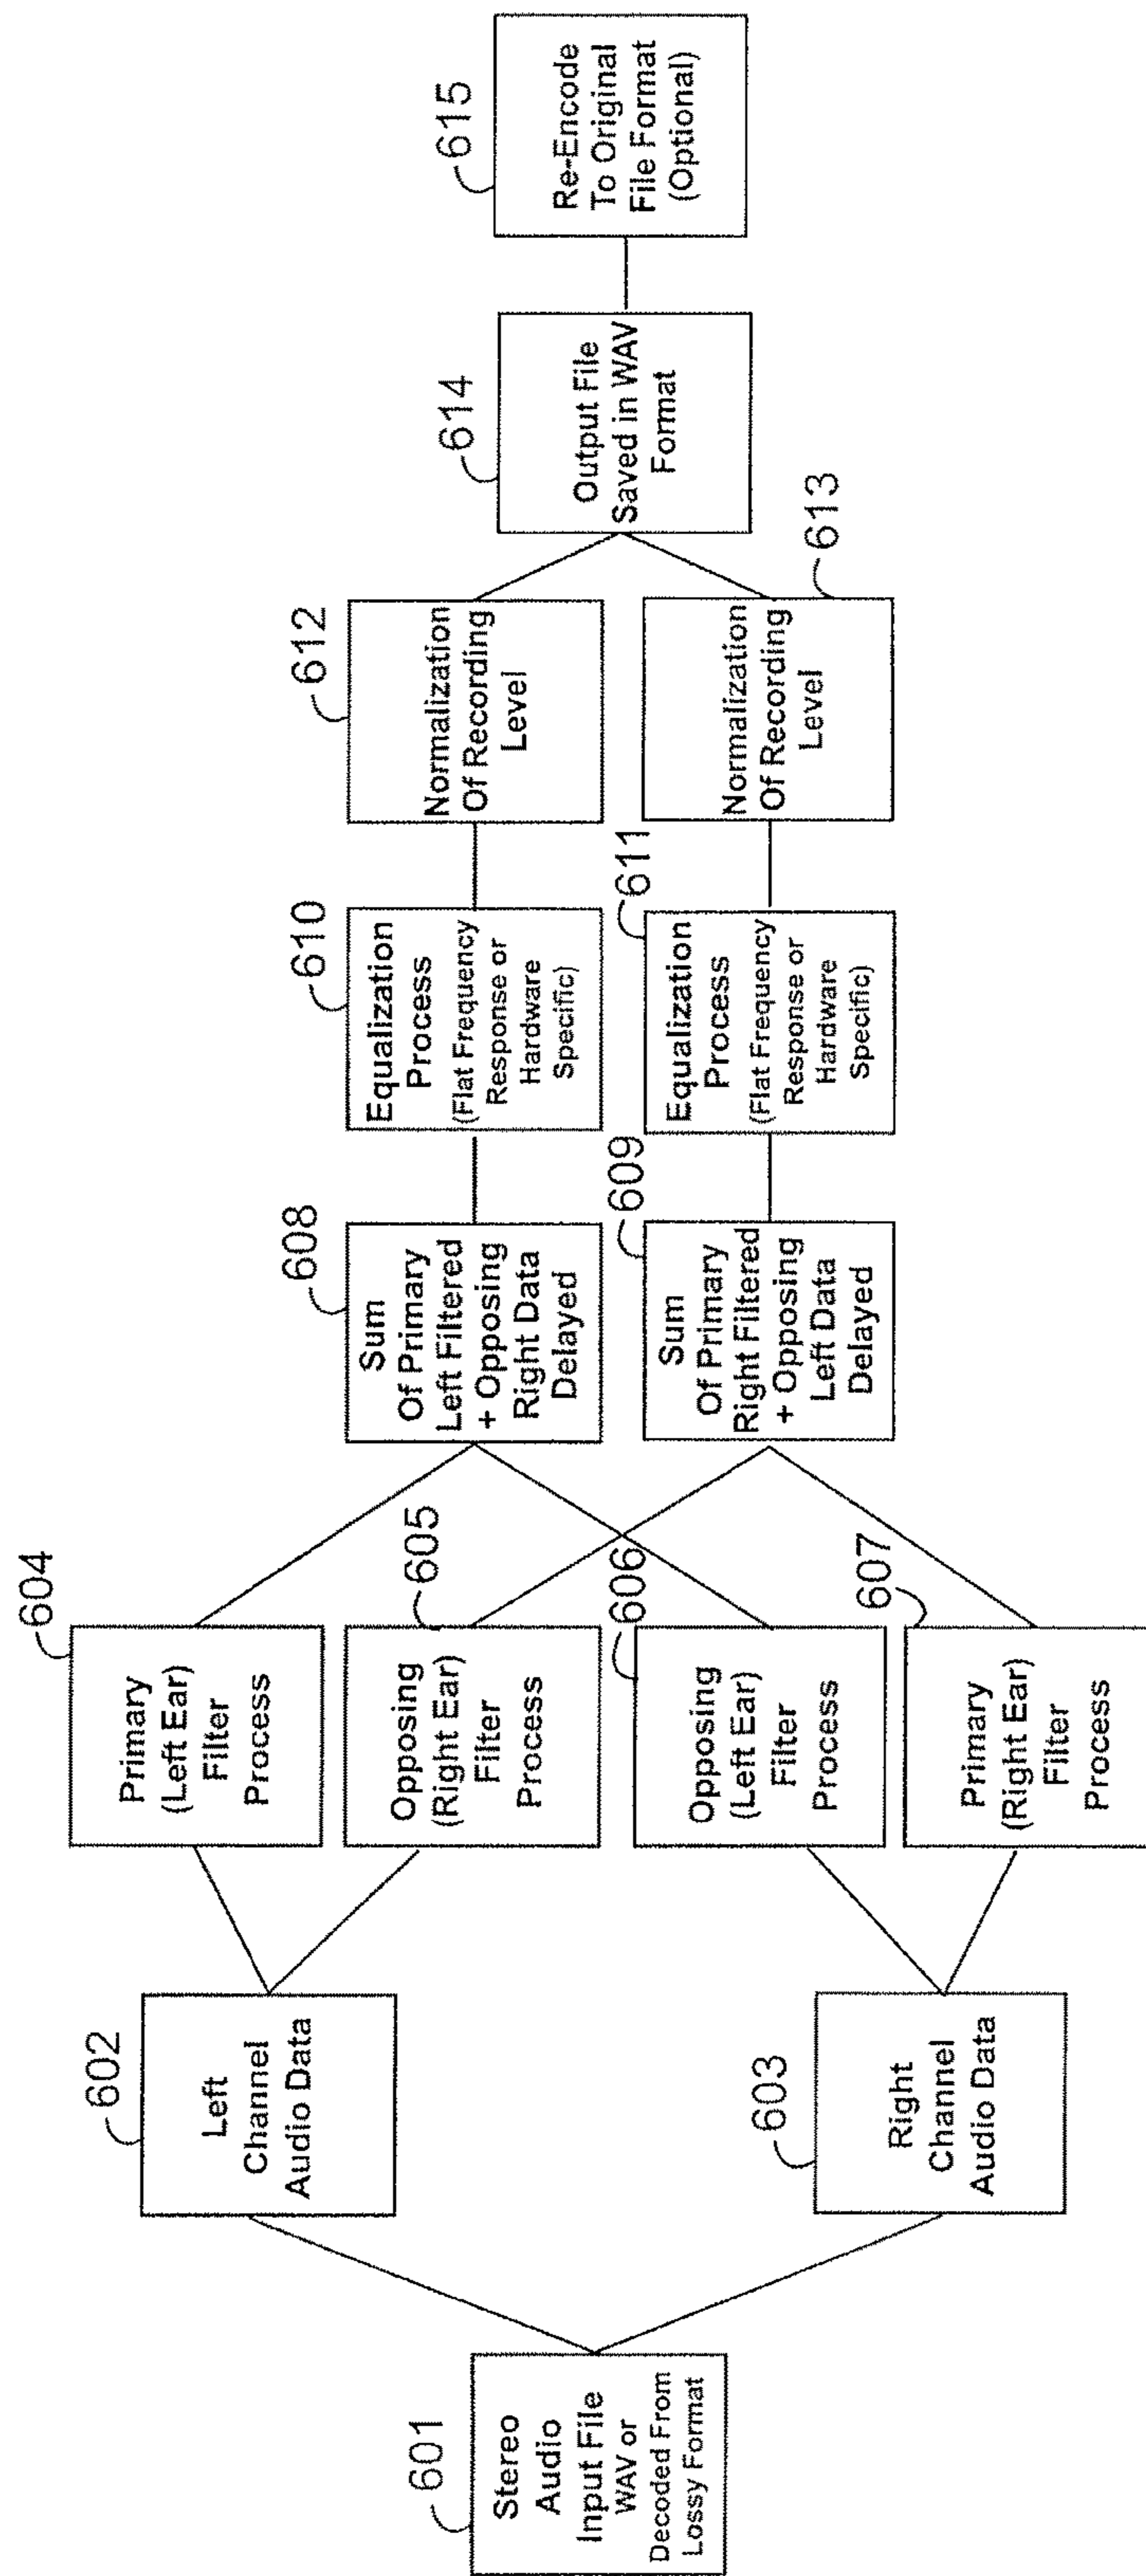 601
Stereo
Audio
Input File
WAV or
Decoded From
Lossy Format
602
Left
Channel
Audio Data
603
Right
Channel
Audio Data
604
Primary
(Left Ear)
Filter
Process
605
Opposing
(Right Ear)
Filter
Process
606
Opposing
(Left Ear)
Filter
Process
607
Primary
(Right Ear)
Filter
Process
608
Sum
Of Primary
Left Filtered
+ Opposing
Right Data
Delayed
609
Sum
Of Primary
Right Filtered
+ Opposing
Left Data
Delayed
610
Equalization
Process
(Flat Frequency
Response or
Hardware
Specific)
611
Equalization
Process
(Flat Frequency
Response or
Hardware
Specific)
612
Normalization
Of Recording
Level
613
Normalization
Of Recording
Level
614
Output File
Saved in WAV
Format
615
Re-Encode
To Original
File Format
(Optional)